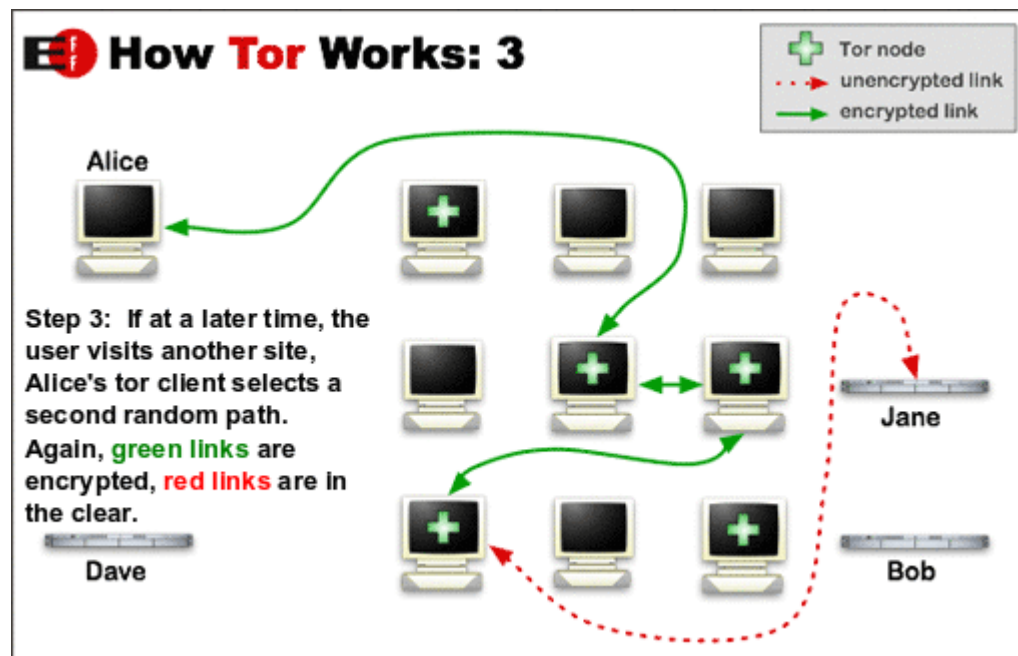 EFF How Tor Works: 3
Tor node
unencrypted link
encrypted link
Alice
Step 3: If at a later time, the
user visits another site,
Alice's tor client selects a
second random path.
Again, green links are
encrypted, red links are in
the clear.
Jane
Dave
Bob